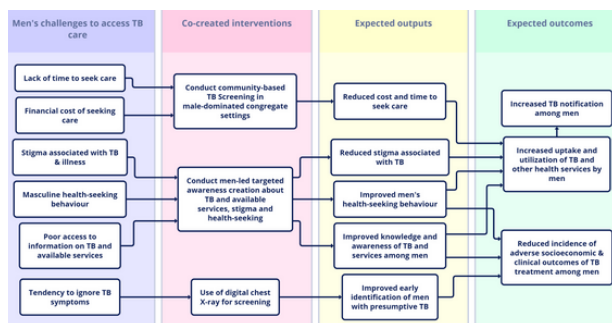 Men's challenges to access TB
care
Co-created interventions
Expected outputs
Expected outcomes
Lack of time to seek care
Financial cost of seeking
care
Stigma associated with TB
& illness
Masculine health-seeking
behaviour
Poor access to
information on TB and
available services
Tendency to ignore TB
symptoms
Conduct community-based
TB Screening in
male-dominated congregate
settings
Conduct men-led targeted
awareness creation about
TB and available
services, stigma and
health-seeking
Use of digital chest
X-ray for screening
Reduced cost and time to
seek care
Reduced stigma associated
with TB
Improved men's
health-seeking behaviour
Improved knowledge and
awareness of TB and
services among men
Improved early
identification of men
with presumptive TB
Increased TB notification
among men
Increased uptake and
utilization of TB and
other health services by
men
Reduced incidence of
adverse socioeconomic &
clinical outcomes of TB
treatment among men